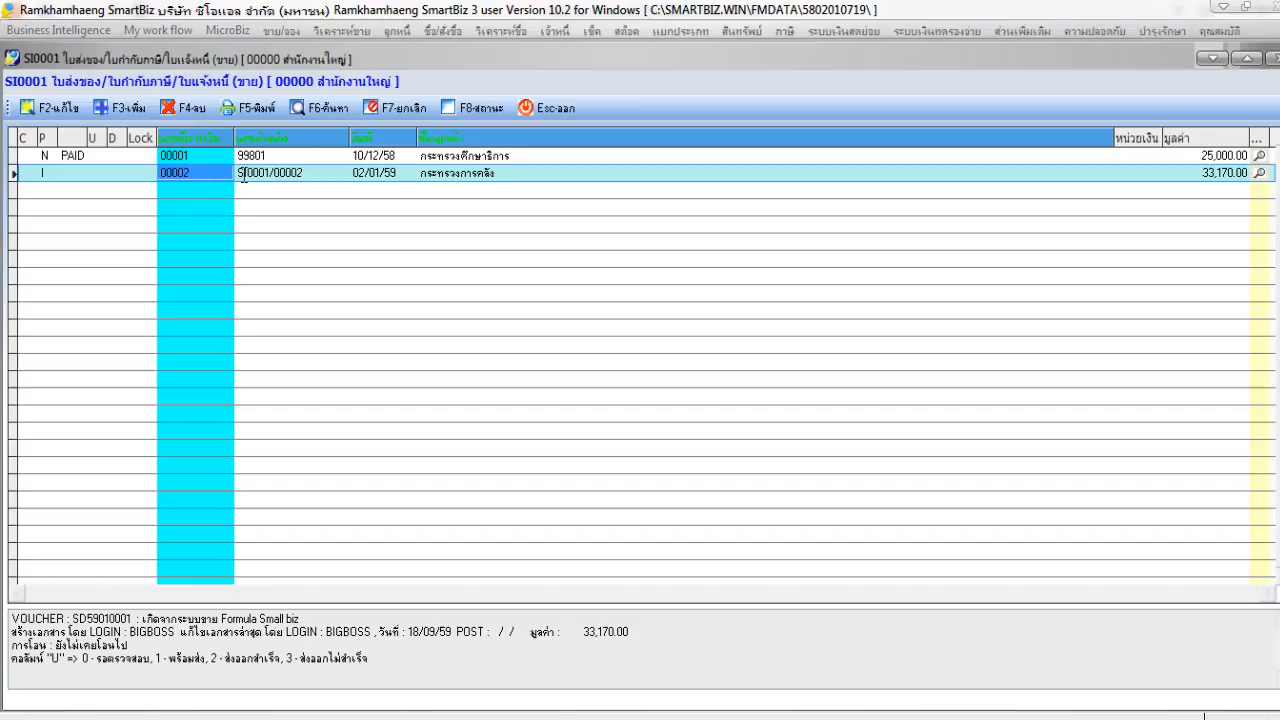 Ramkhamhaeng SmartBiz บริษัท ซีโอแอล จำกัด (มหาชน) Ramkhamhaeng SmartBiz 3 user Version 10.2 for Windows [ C:\SMARTBIZ.WIN\FMDATA\5802010719\ ]
Business Intelligence My work flow MicroBiz ขาย/จอง วิเคราะห์ขาย ลูกหนี้ ซื้อ/สั่งซื้อ วิเคราะห์ซื้อ เจ้าหนี้ เช็ค สต๊อค แยกประเภท สินทรัพย์ ภาษี ระบบเงินสดย่อย ระบบเงินทดรองจ่าย ส่วนเพิ่มเติม ความปลอดภัย บำรุงรักษา คุณสมบัติ
SI0001 ใบส่งของ/ใบกำกับภาษี/ใบแจ้งหนี้ (ขาย) [ 00000 สำนักงานใหญ่ ]
SI0001 ใบส่งของ/ใบกำกับภาษี/ใบแจ้งหนี้ (ขาย) [ 00000 สำนักงานใหญ่ ]
F2-แก้ไข F3-เพิ่ม F4-ลบ F5-พิมพ์ F6-ค้นหา F7-ยกเลิก F8-สถานะ Esc-ออก
C P U D Lock หน่วยเงิน มูลค่า ...
N PAID 00001 99801 10/12/58 กระทรวงศึกษาธิการ 25,000.00
I 00002 SI0001/00002 02/01/59 กระทรวงการคลัง 33,170.00
VOUCHER : SD59010001 : เกิดจากระบบขาย Formula Small biz
สร้างเอกสาร โดย LOGIN : BIGBOSS แก้ไขเอกสารล่าสุด โดย LOGIN : BIGBOSS , วันที่ : 18/09/59 POST : / / มูลค่า : 33,170.00
การโอน : ยังไม่เคยโอนไป
คอลัมน์ "U" => 0 - รอตรวจสอบ, 1 - พร้อมส่ง, 2 - ส่งออกสำเร็จ, 3 - ส่งออกไม่สำเร็จ